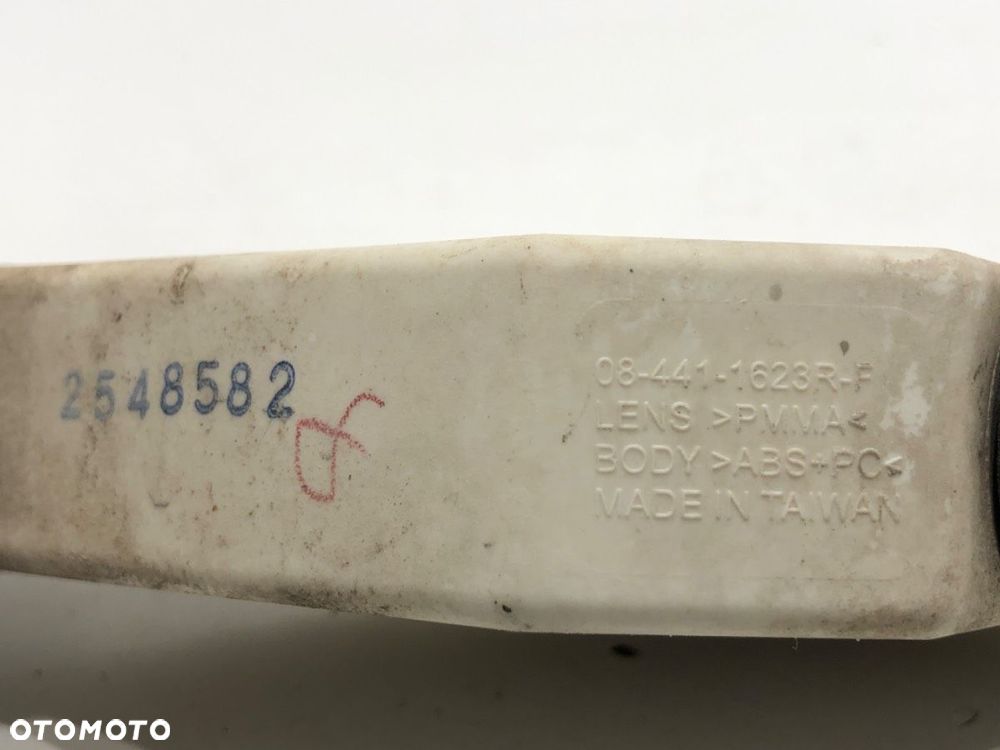 2548582
08-441-1623R-F
LENS >PMMA<
BODY >ABS+PC<
MADE IN TAIWAN
OTOMOTO